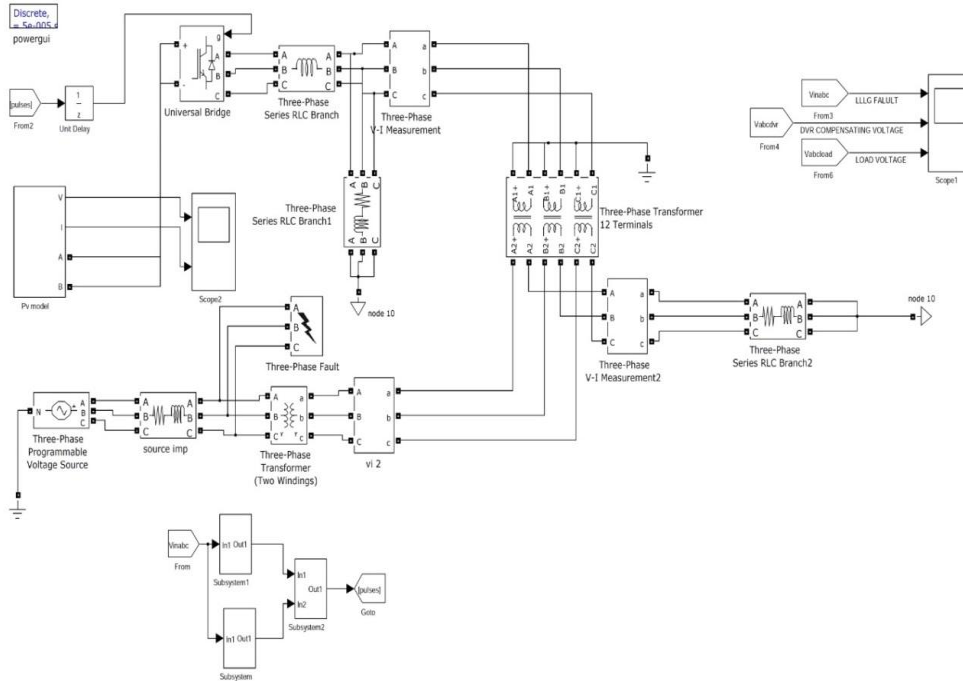 Discrete,
= 5e-005 s
powergui
[pulses]
From2
1
z
Unit Delay
g
+
-
A
B
C
Universal Bridge
A
B
C
A
B
C
Three-Phase
Series RLC Branch
A
B
C
a
b
c
Three-Phase
V-I Measurement
Vinabc
From3
LLLG FALULT
Vabcdvr
From4
DVR COMPENSATING VOLTAGE
Vabcload
From6
LOAD VOLTAGE
Scope1
V
I
A
B
Pv model
Scope2
A
B
C
A
B
C
Three-Phase
Series RLC Branch1
node 10
A1+
A1
B1+
B1
C1+
C1
A2+
A2
B2+
B2
C2+
C2
Three-Phase Transformer
12 Terminals
A
B
C
a
b
c
Three-Phase
V-I Measurement2
A
B
C
A
B
C
Three-Phase
Series RLC Branch2
node 10
A
B
C
Three-Phase Fault
N
A
B
C
Three-Phase
Programmable
Voltage Source
A
B
C
A
B
C
source imp
A
B
C
Y
Y
a
b
c
Three-Phase
Transformer
(Two Windings)
A
B
C
a
b
c
vi 2
Vinabc
From
In1 Out1
Subsystem1
In1 Out1
Subsystem
In1
In2
Out1
Subsystem2
[pulses]
Goto